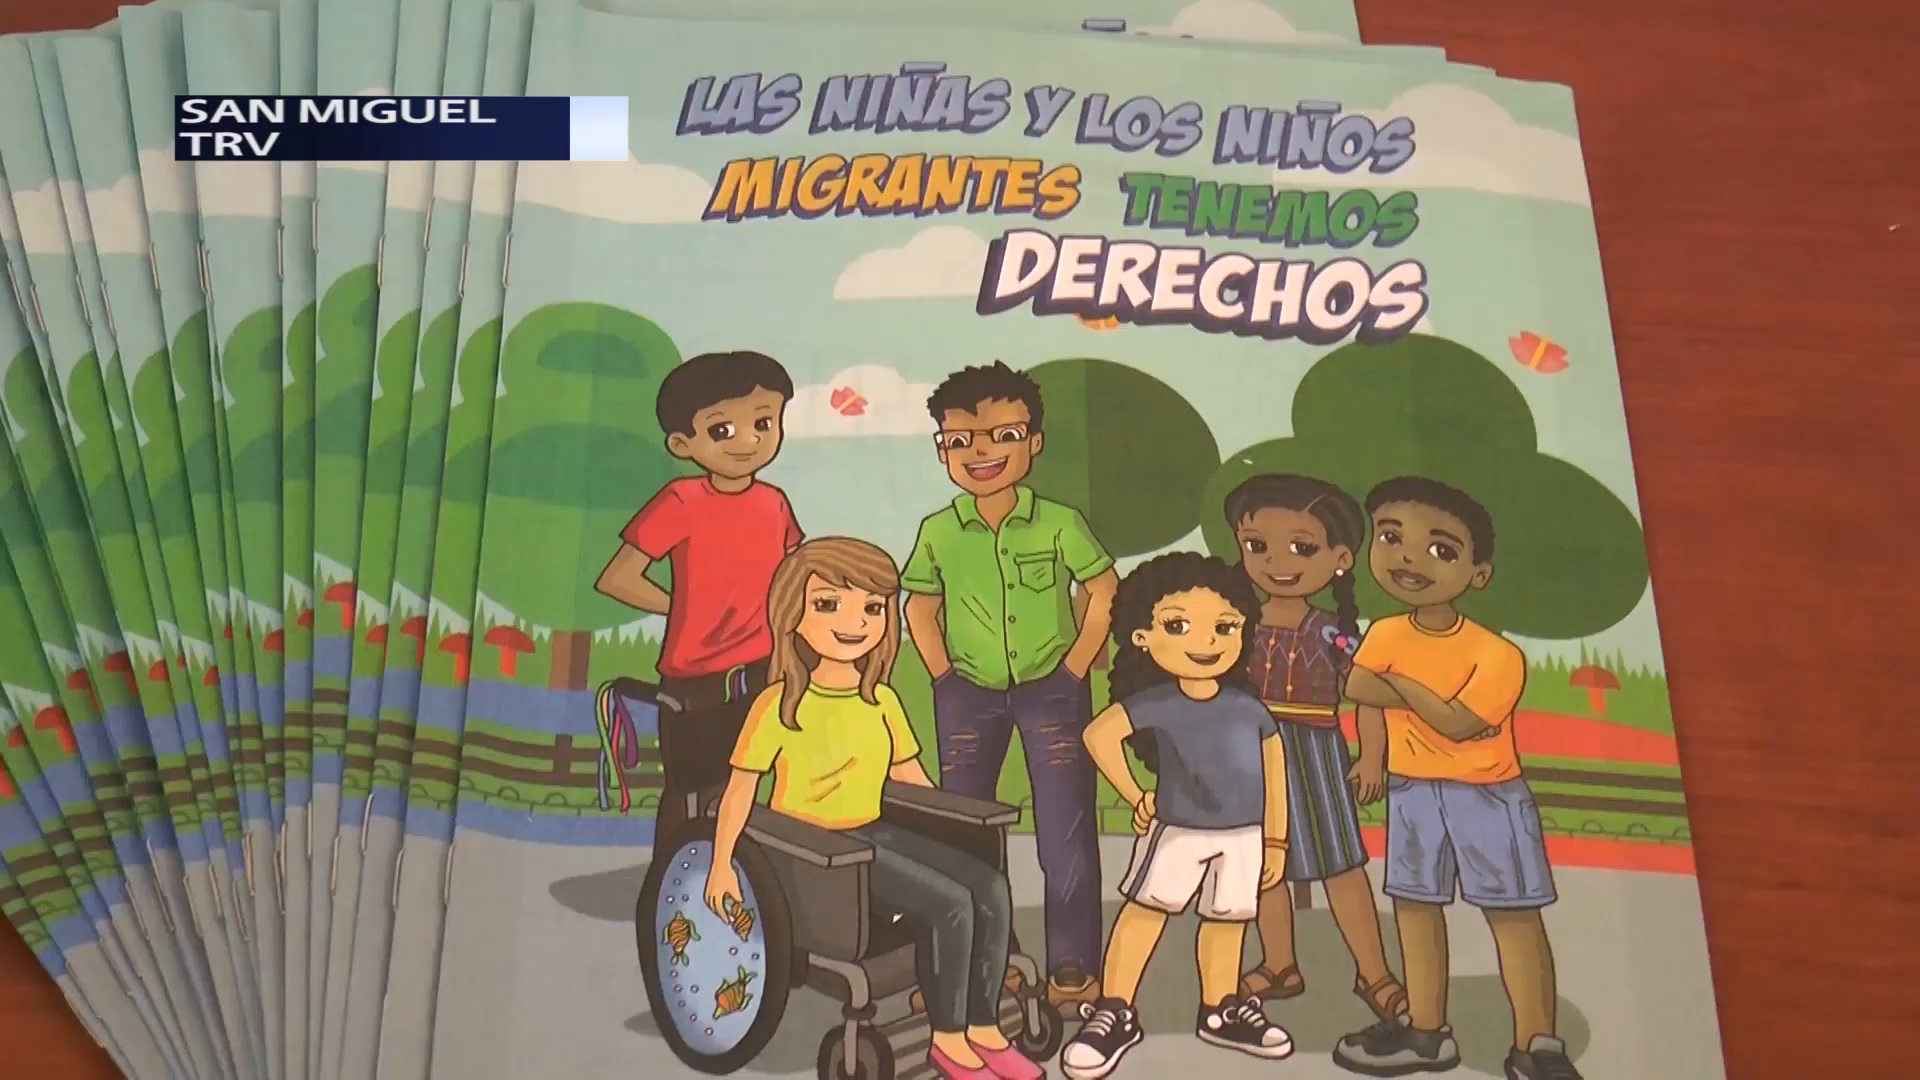 SAN MIGUEL
TRV
LAS NIÑAS Y LOS NIÑOS
MIGRANTES TENEMOS
DERECHOS